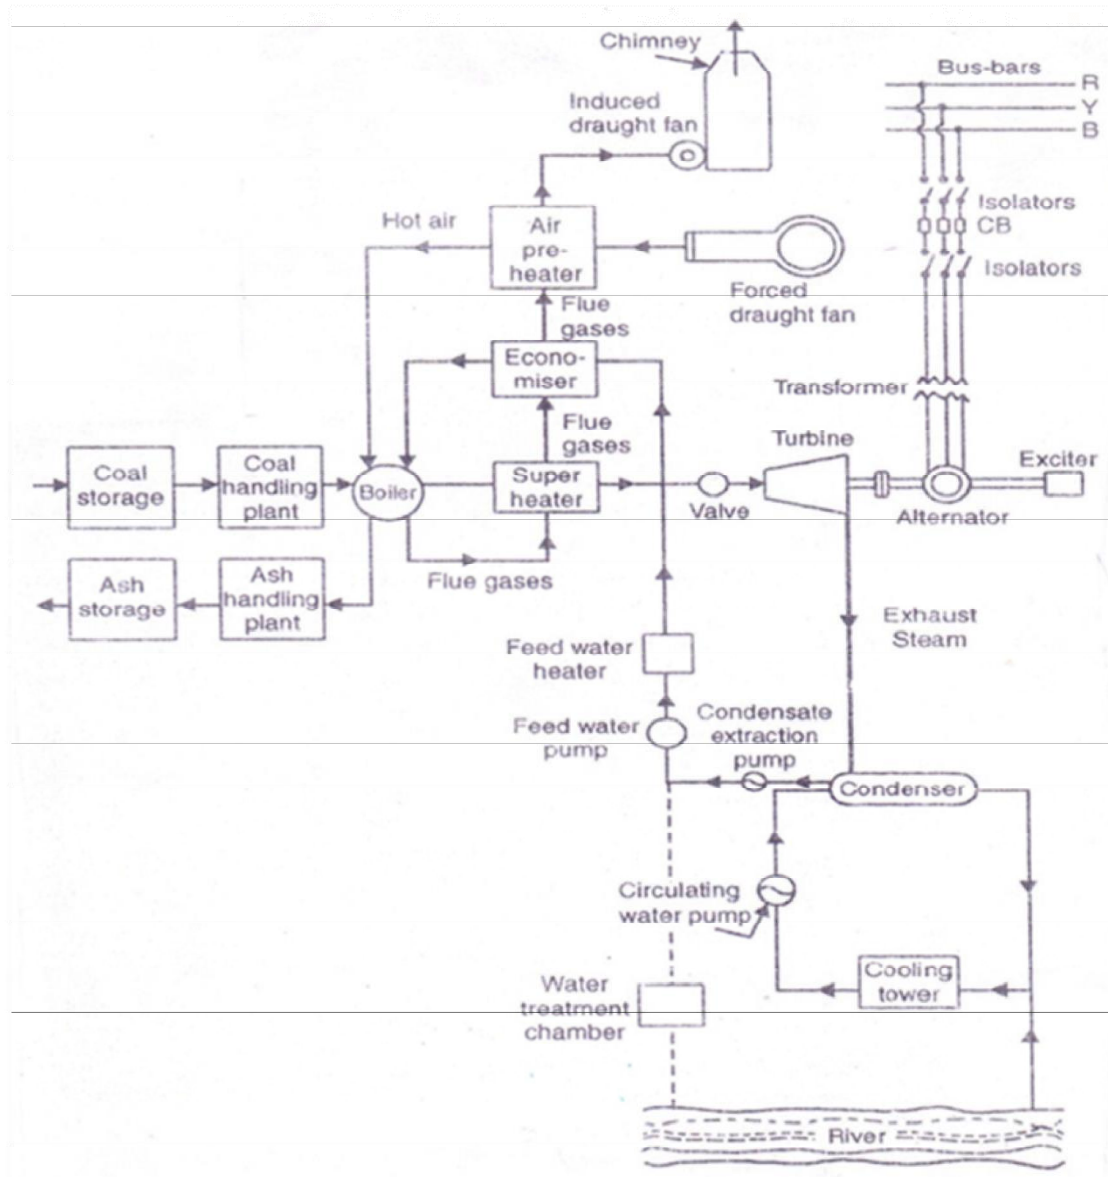 Chimney
Bus-bars
R
Y
B
Induced
draught fan
Isolators
CB
Isolators
Hot air
Air
pre-
heater
Forced
draught fan
Flue
gases
Econo-
miser
Transformer
Flue
gases
Turbine
Coal
storage
Coal
handling
plant
Boiler
Super
heater
Valve
Exciter
Alternator
Flue gases
Ash
storage
Ash
handling
plant
Exhaust
Steam
Feed water
heater
Feed water
pump
Condensate
extraction
pump
Condenser
Circulating
water pump
Cooling
tower
Water
treatment
chamber
River